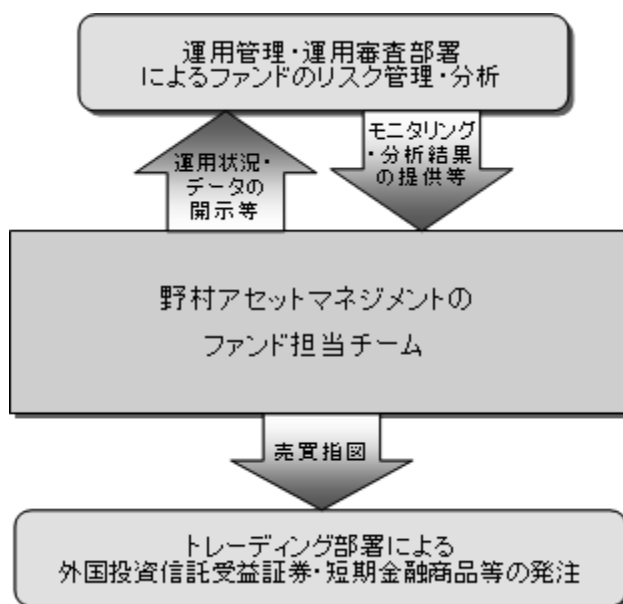 運用管理・運用審査部署
によるファンドのリスク管理・分析
運用状況・
データの
開示等
モニタリング
・分析結果
の提供等
野村アセットマネジメントの
ファンド担当チーム
売買指図
トレーディング部署による
外国投資信託受益証券・短期金融商品等の発注